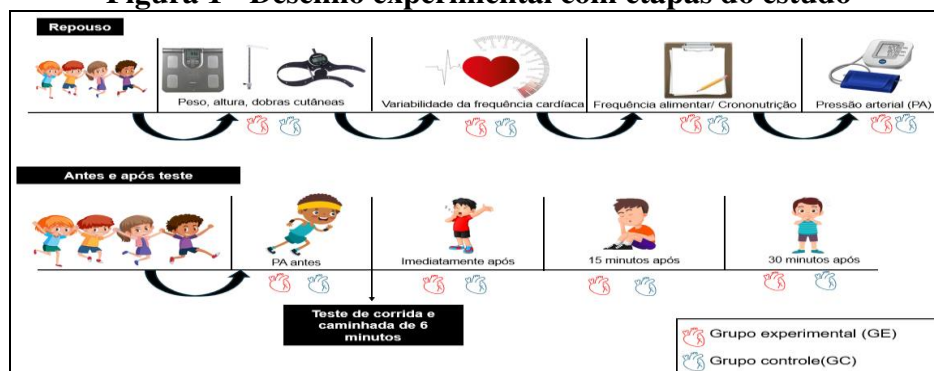 Figura 1 - Desenho experimental com etapas do estudo
Repouso
Peso, altura, dobras cutâneas
Variabilidade da frequência cardíaca
Frequência alimentar/ Crononutrição
Pressão arterial (PA)
Antes e após teste
PA antes
Imediatamente após
15 minutos após
30 minutos após
Teste de corrida e
caminhada de 6
minutos
Grupo experimental (GE)
Grupo controle(GC)